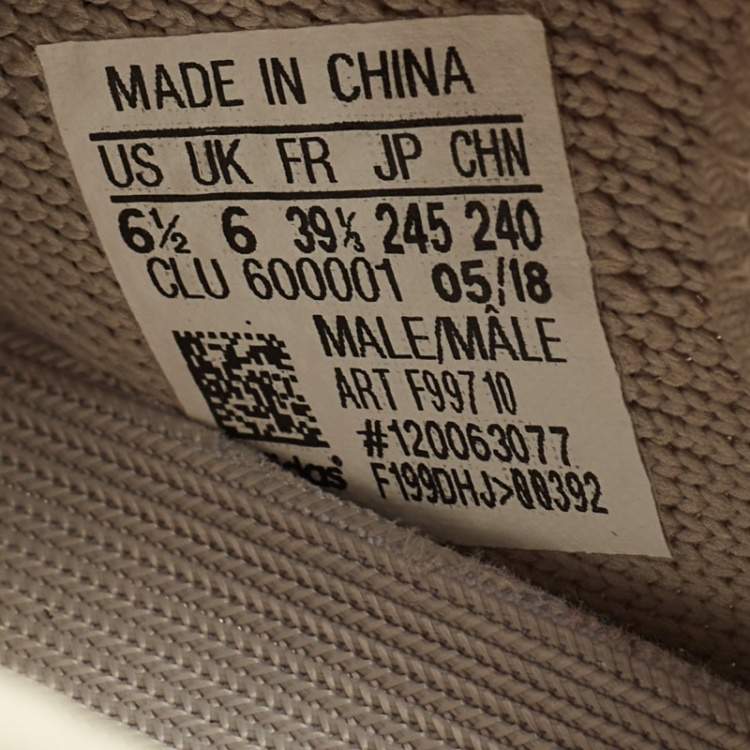 MADE IN CHINA
US UK FR JP CHN
6½ 6 39⅓ 245 240
CLU 600001 05/18
MALE/MÂLE
ART F99710
#120063077
F199DHJ>00392